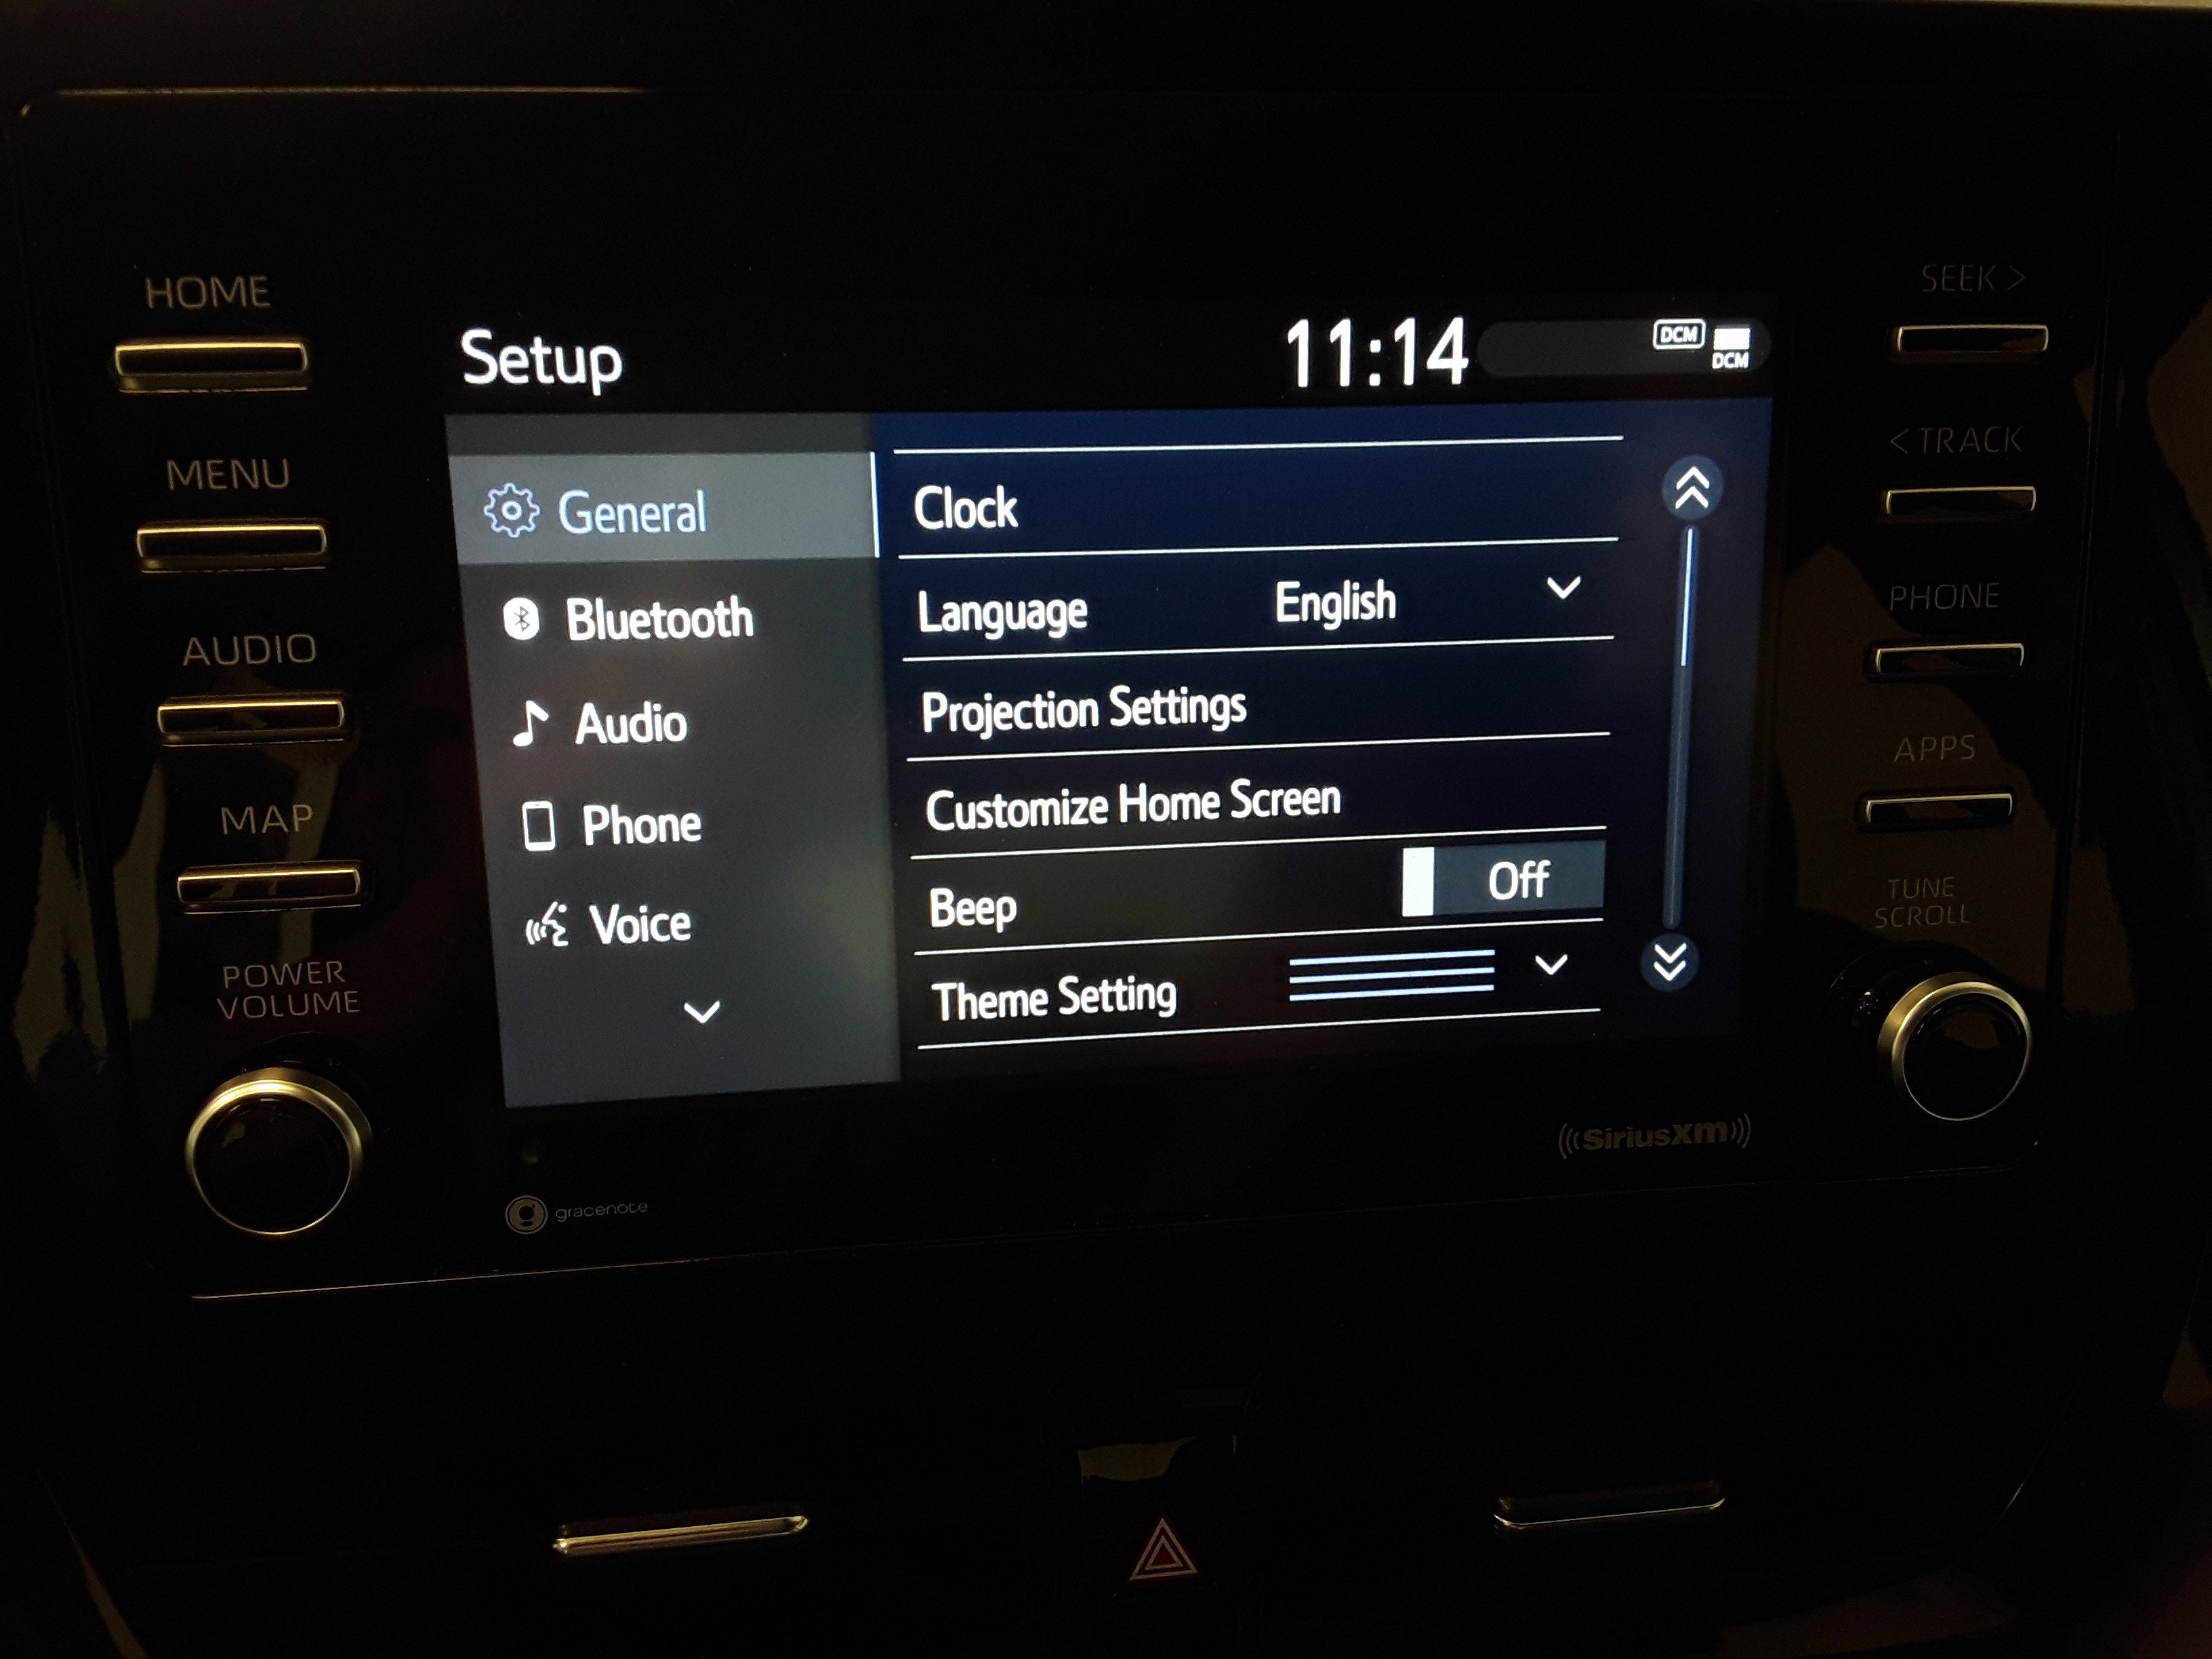 HOME
MENU
AUDIO
MAP
POWER
VOLUME
Setup
11:14
DCM
DCM
General
Bluetooth
Audio
Phone
Voice
Clock
Language English
Projection Settings
Customize Home Screen
Beep Off
Theme Setting
SEEK >
< TRACK
PHONE
APPS
TUNE
SCROLL
gracenote
((SiriusXM))